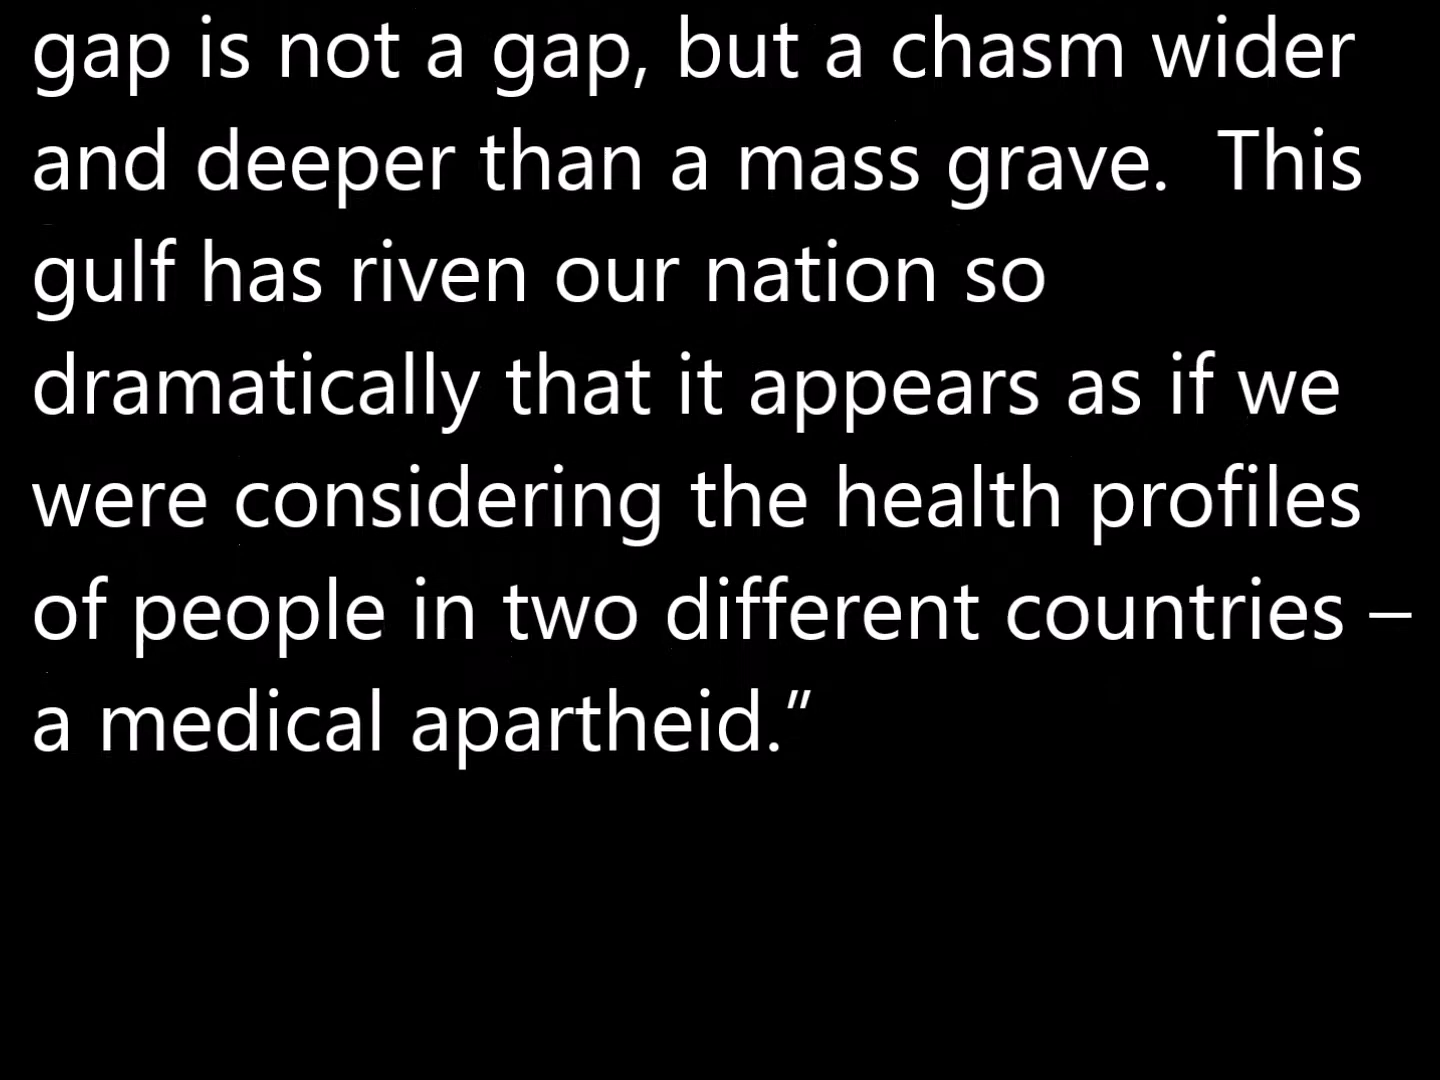 gap is not a gap, but a chasm wider
and deeper than a mass grave.  This
gulf has riven our nation so
dramatically that it appears as if we
were considering the health profiles
of people in two different countries –
a medical apartheid.”